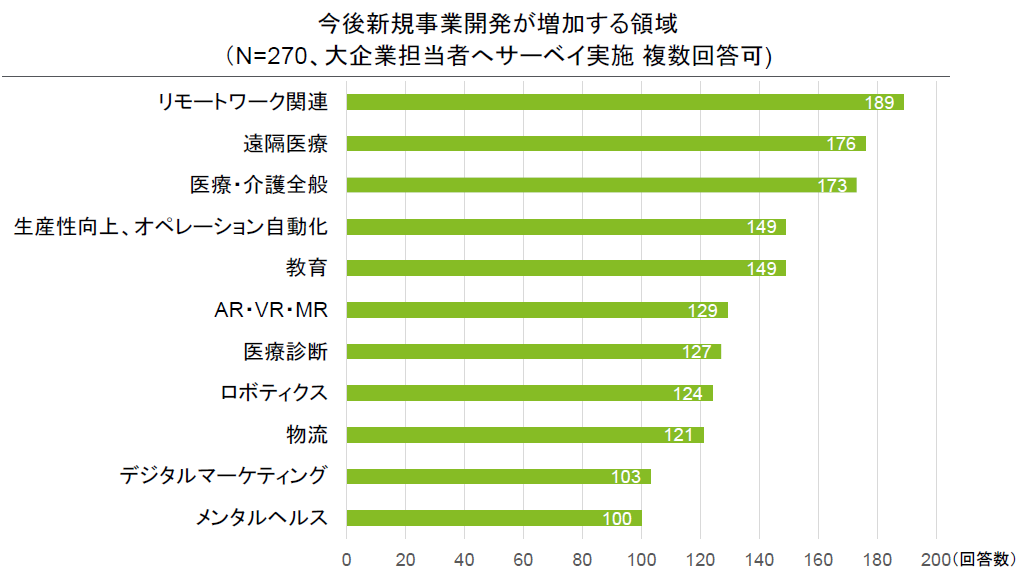 今後新規事業開発が増加する領域
（N=270、大企業担当者へサーベイ実施 複数回答可)
リモートワーク関連 189
遠隔医療 176
医療・介護全般 173
生産性向上、オペレーション自動化 149
教育 149
AR・VR・MR 129
医療診断 127
ロボティクス 124
物流 121
デジタルマーケティング 103
メンタルヘルス 100
0 20 40 60 80 100 120 140 160 180 200 (回答数)